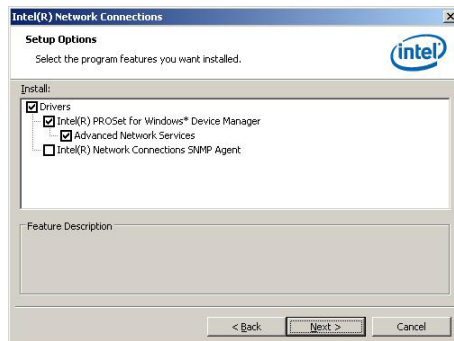 Intel(R) Network Connections
Setup Options
Select the program features you want installed.
intel
Install:
Drivers
Intel(R) PROSet for Windows* Device Manager
Advanced Network Services
Intel(R) Network Connections SNMP Agent
Feature Description
< Back
Next >
Cancel